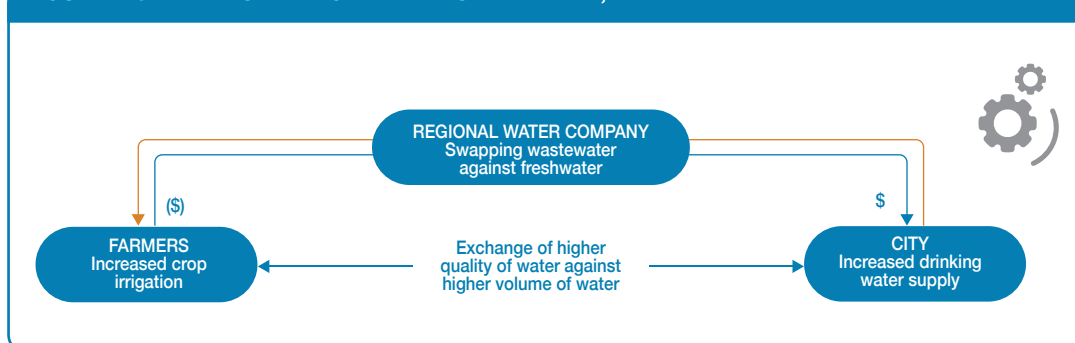 REGIONAL WATER COMPANY
Swapping wastewater
against freshwater
($)
$
FARMERS
Increased crop
irrigation
Exchange of higher
quality of water against
higher volume of water
CITY
Increased drinking
water supply